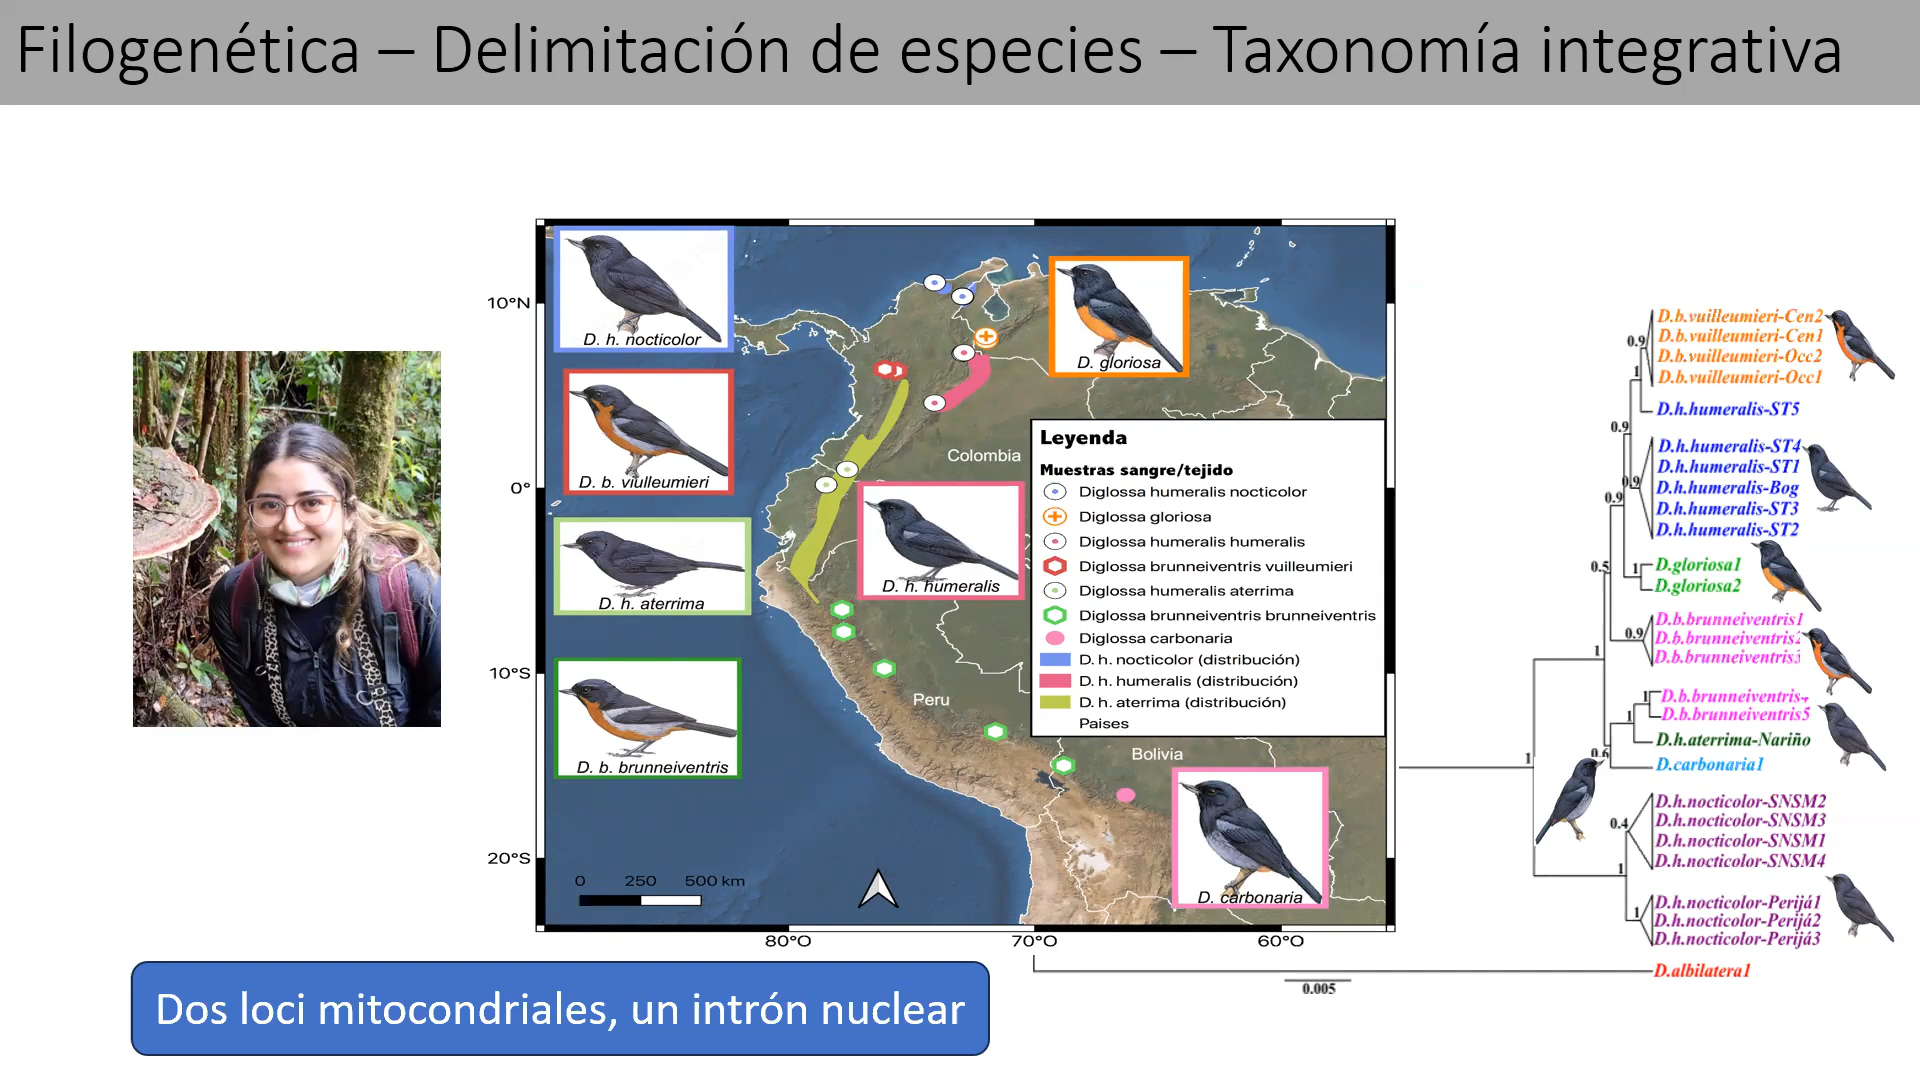 Filogenética – Delimitación de especies – Taxonomía integrativa
D. h. nocticolor
D. b. viulleumieri
D. h. aterrima
D. b. brunneiventris
D. gloriosa
D. h. humeralis
D. carbonaria
Colombia
Peru
Bolivia
10°N
0°
10°S
20°S
80°O
70°O
60°O
0 250 500 km
Leyenda
Muestras sangre/tejido
Diglossa humeralis nocticolor
Diglossa gloriosa
Diglossa humeralis humeralis
Diglossa brunneiventris vuilleumieri
Diglossa humeralis aterrima
Diglossa brunneiventris brunneiventris
Diglossa carbonaria
D. h. nocticolor (distribución)
D. h. humeralis (distribución)
D. h. aterrima (distribución)
Paises
D.b.vuilleumieri-Cen2
0.9
D.b.vuilleumieri-Cen1
D.b.vuilleumieri-Occ2
D.b.vuilleumieri-Occ1
1
D.h.humeralis-ST5
0.9
D.h.humeralis-ST4
D.h.humeralis-ST1
0.9
D.h.humeralis-Bog
0.9
D.h.humeralis-ST3
D.h.humeralis-ST2
0.5
D.gloriosa1
1
D.gloriosa2
D.b.brunneiventris1
0.9
D.b.brunneiventris2
1
D.b.brunneiventris3
1
D.b.brunneiventris
1
D.b.brunneiventris5
D.h.aterrima-Nariño
0.6
1
D.carbonaria1
D.h.nocticolor-SNSM2
0.4
D.h.nocticolor-SNSM3
D.h.nocticolor-SNSM1
D.h.nocticolor-SNSM4
1
D.h.nocticolor-Perijá1
1
D.h.nocticolor-Perijá2
D.h.nocticolor-Perijá3
D.albilatera1
0.005
Dos loci mitocondriales, un intrón nuclear